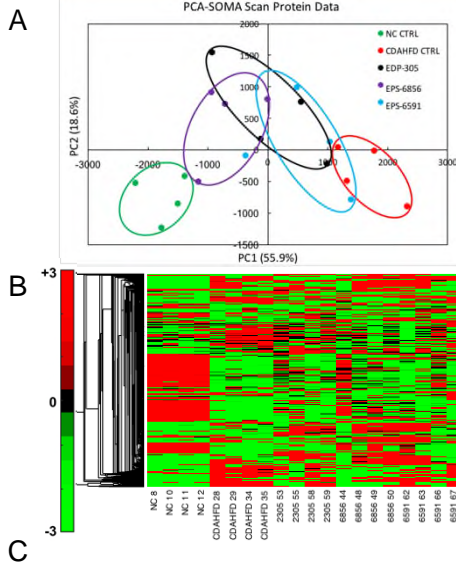 A
PCA-SOMA Scan Protein Data
PC2 (18.6%)
2000
1500
1000
500
0
-500
-1000
-1500
-3000
-2000
-1000
0
1000
2000
3000
PC1 (55.9%)
NC CTRL
CDAHFD CTRL
EDP-305
EPS-6856
EPS-6591
B
+3
0
-3
NC 8
NC 10
NC 11
NC 12
CDAHFD 28
CDAHFD 29
CDAHFD 34
CDAHFD 35
2305 53
2305 55
2305 58
2305 59
6856 44
6856 48
6856 49
6856 50
6591 62
6591 63
6591 66
6591 67
C